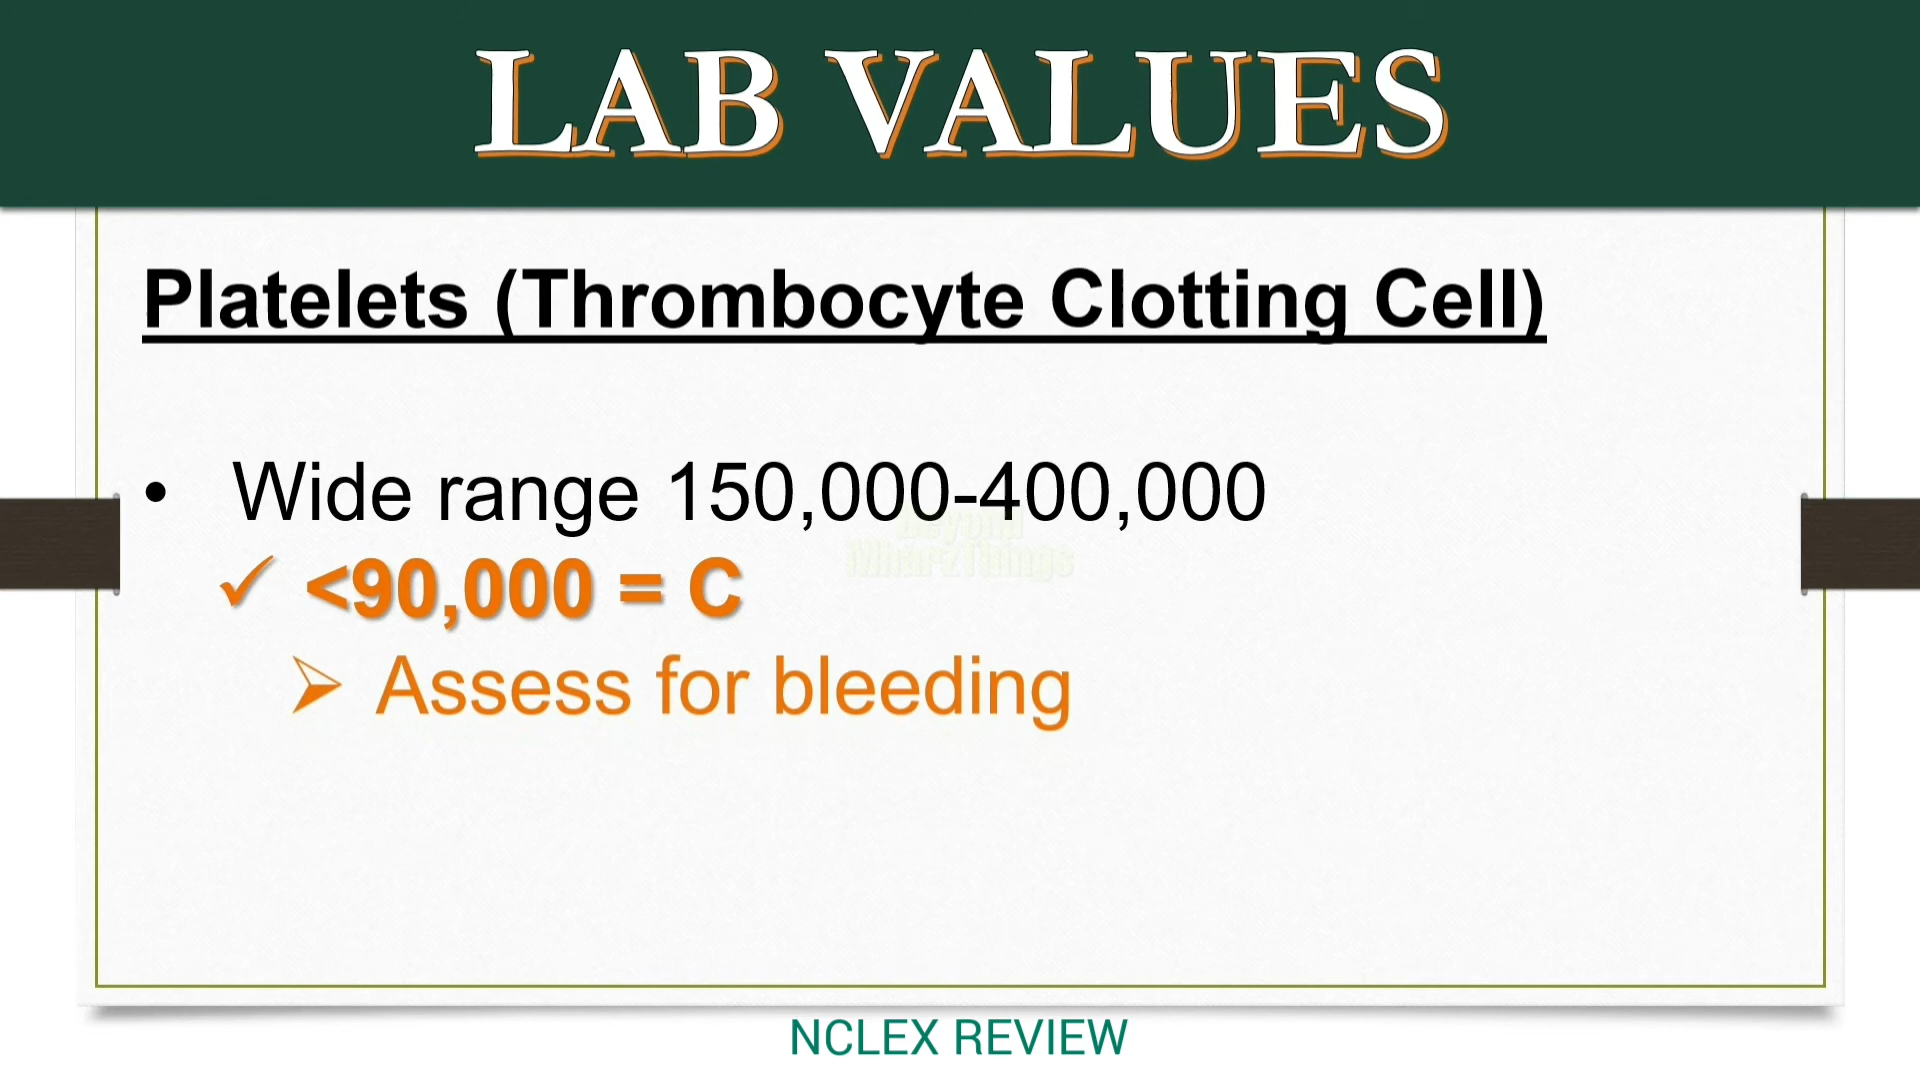 LAB VALUES
Platelets (Thrombocyte Clotting Cell)
• Wide range 150,000-400,000
✓ <90,000 = C
➢ Assess for bleeding
NCLEX REVIEW